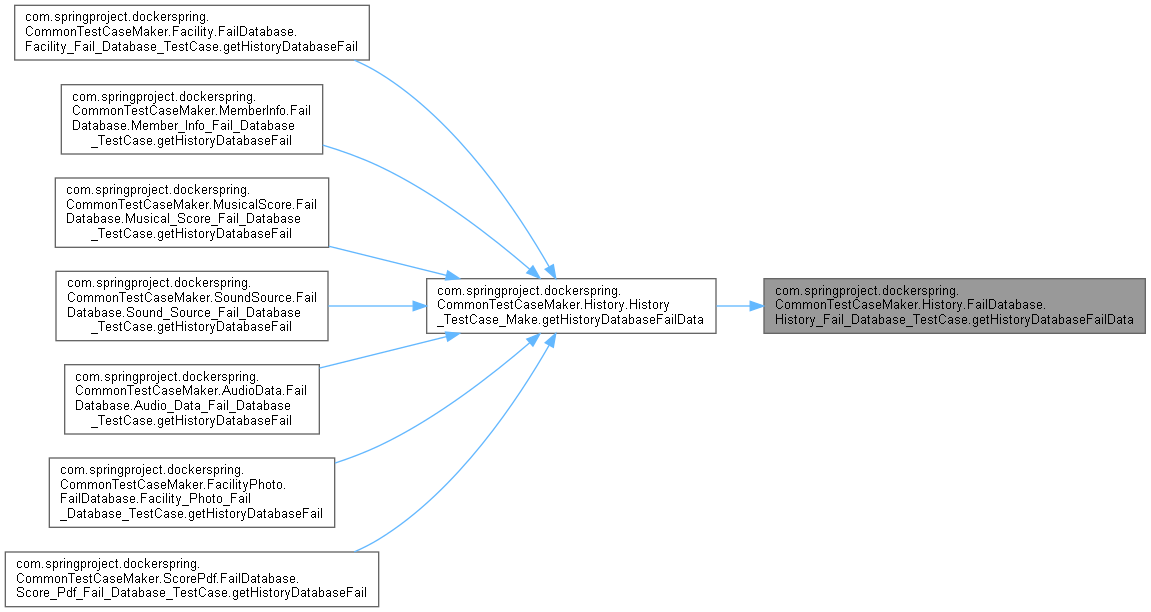 com.springproject.dockerspring.
CommonTestCaseMaker.Facility.FailDatabase.
Facility_Fail_Database_TestCase.getHistoryDatabaseFail
com.springproject.dockerspring.
CommonTestCaseMaker.MemberInfo.Fail
Database.Member_Info_Fail_Database
_TestCase.getHistoryDatabaseFail
com.springproject.dockerspring.
CommonTestCaseMaker.MusicalScore.Fail
Database.Musical_Score_Fail_Database
_TestCase.getHistoryDatabaseFail
com.springproject.dockerspring.
CommonTestCaseMaker.SoundSource.Fail
Database.Sound_Source_Fail_Database
_TestCase.getHistoryDatabaseFail
com.springproject.dockerspring.
CommonTestCaseMaker.AudioData.Fail
Database.Audio_Data_Fail_Database
_TestCase.getHistoryDatabaseFail
com.springproject.dockerspring.
CommonTestCaseMaker.FacilityPhoto.
FailDatabase.Facility_Photo_Fail
_Database_TestCase.getHistoryDatabaseFail
com.springproject.dockerspring.
CommonTestCaseMaker.ScorePdf.FailDatabase.
Score_Pdf_Fail_Database_TestCase.getHistoryDatabaseFail
com.springproject.dockerspring.
CommonTestCaseMaker.History.History
_TestCase_Make.getHistoryDatabaseFailData
com.springproject.dockerspring.
CommonTestCaseMaker.History.FailDatabase.
History_Fail_Database_TestCase.getHistoryDatabaseFailData